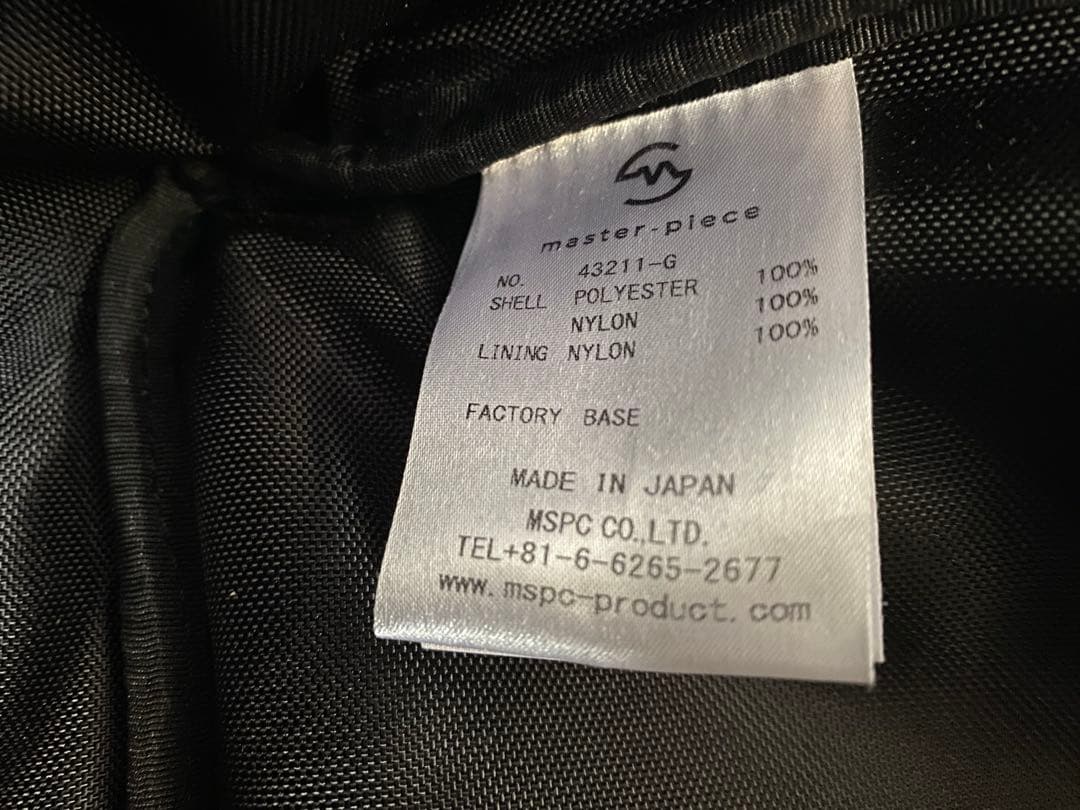 master-piece
NO. 43211-G
SHELL POLYESTER 100%
NYLON 100%
LINING NYLON 100%
FACTORY BASE
MADE IN JAPAN
MSPC CO.,LTD.
TEL+81-6-6265-2677
www.mspc-product.com